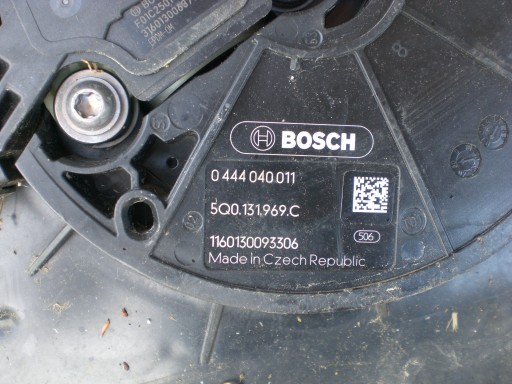 BOSCH
0 444 040 011
5Q0.131.969.C
506
1160130093306
Made in Czech Republic